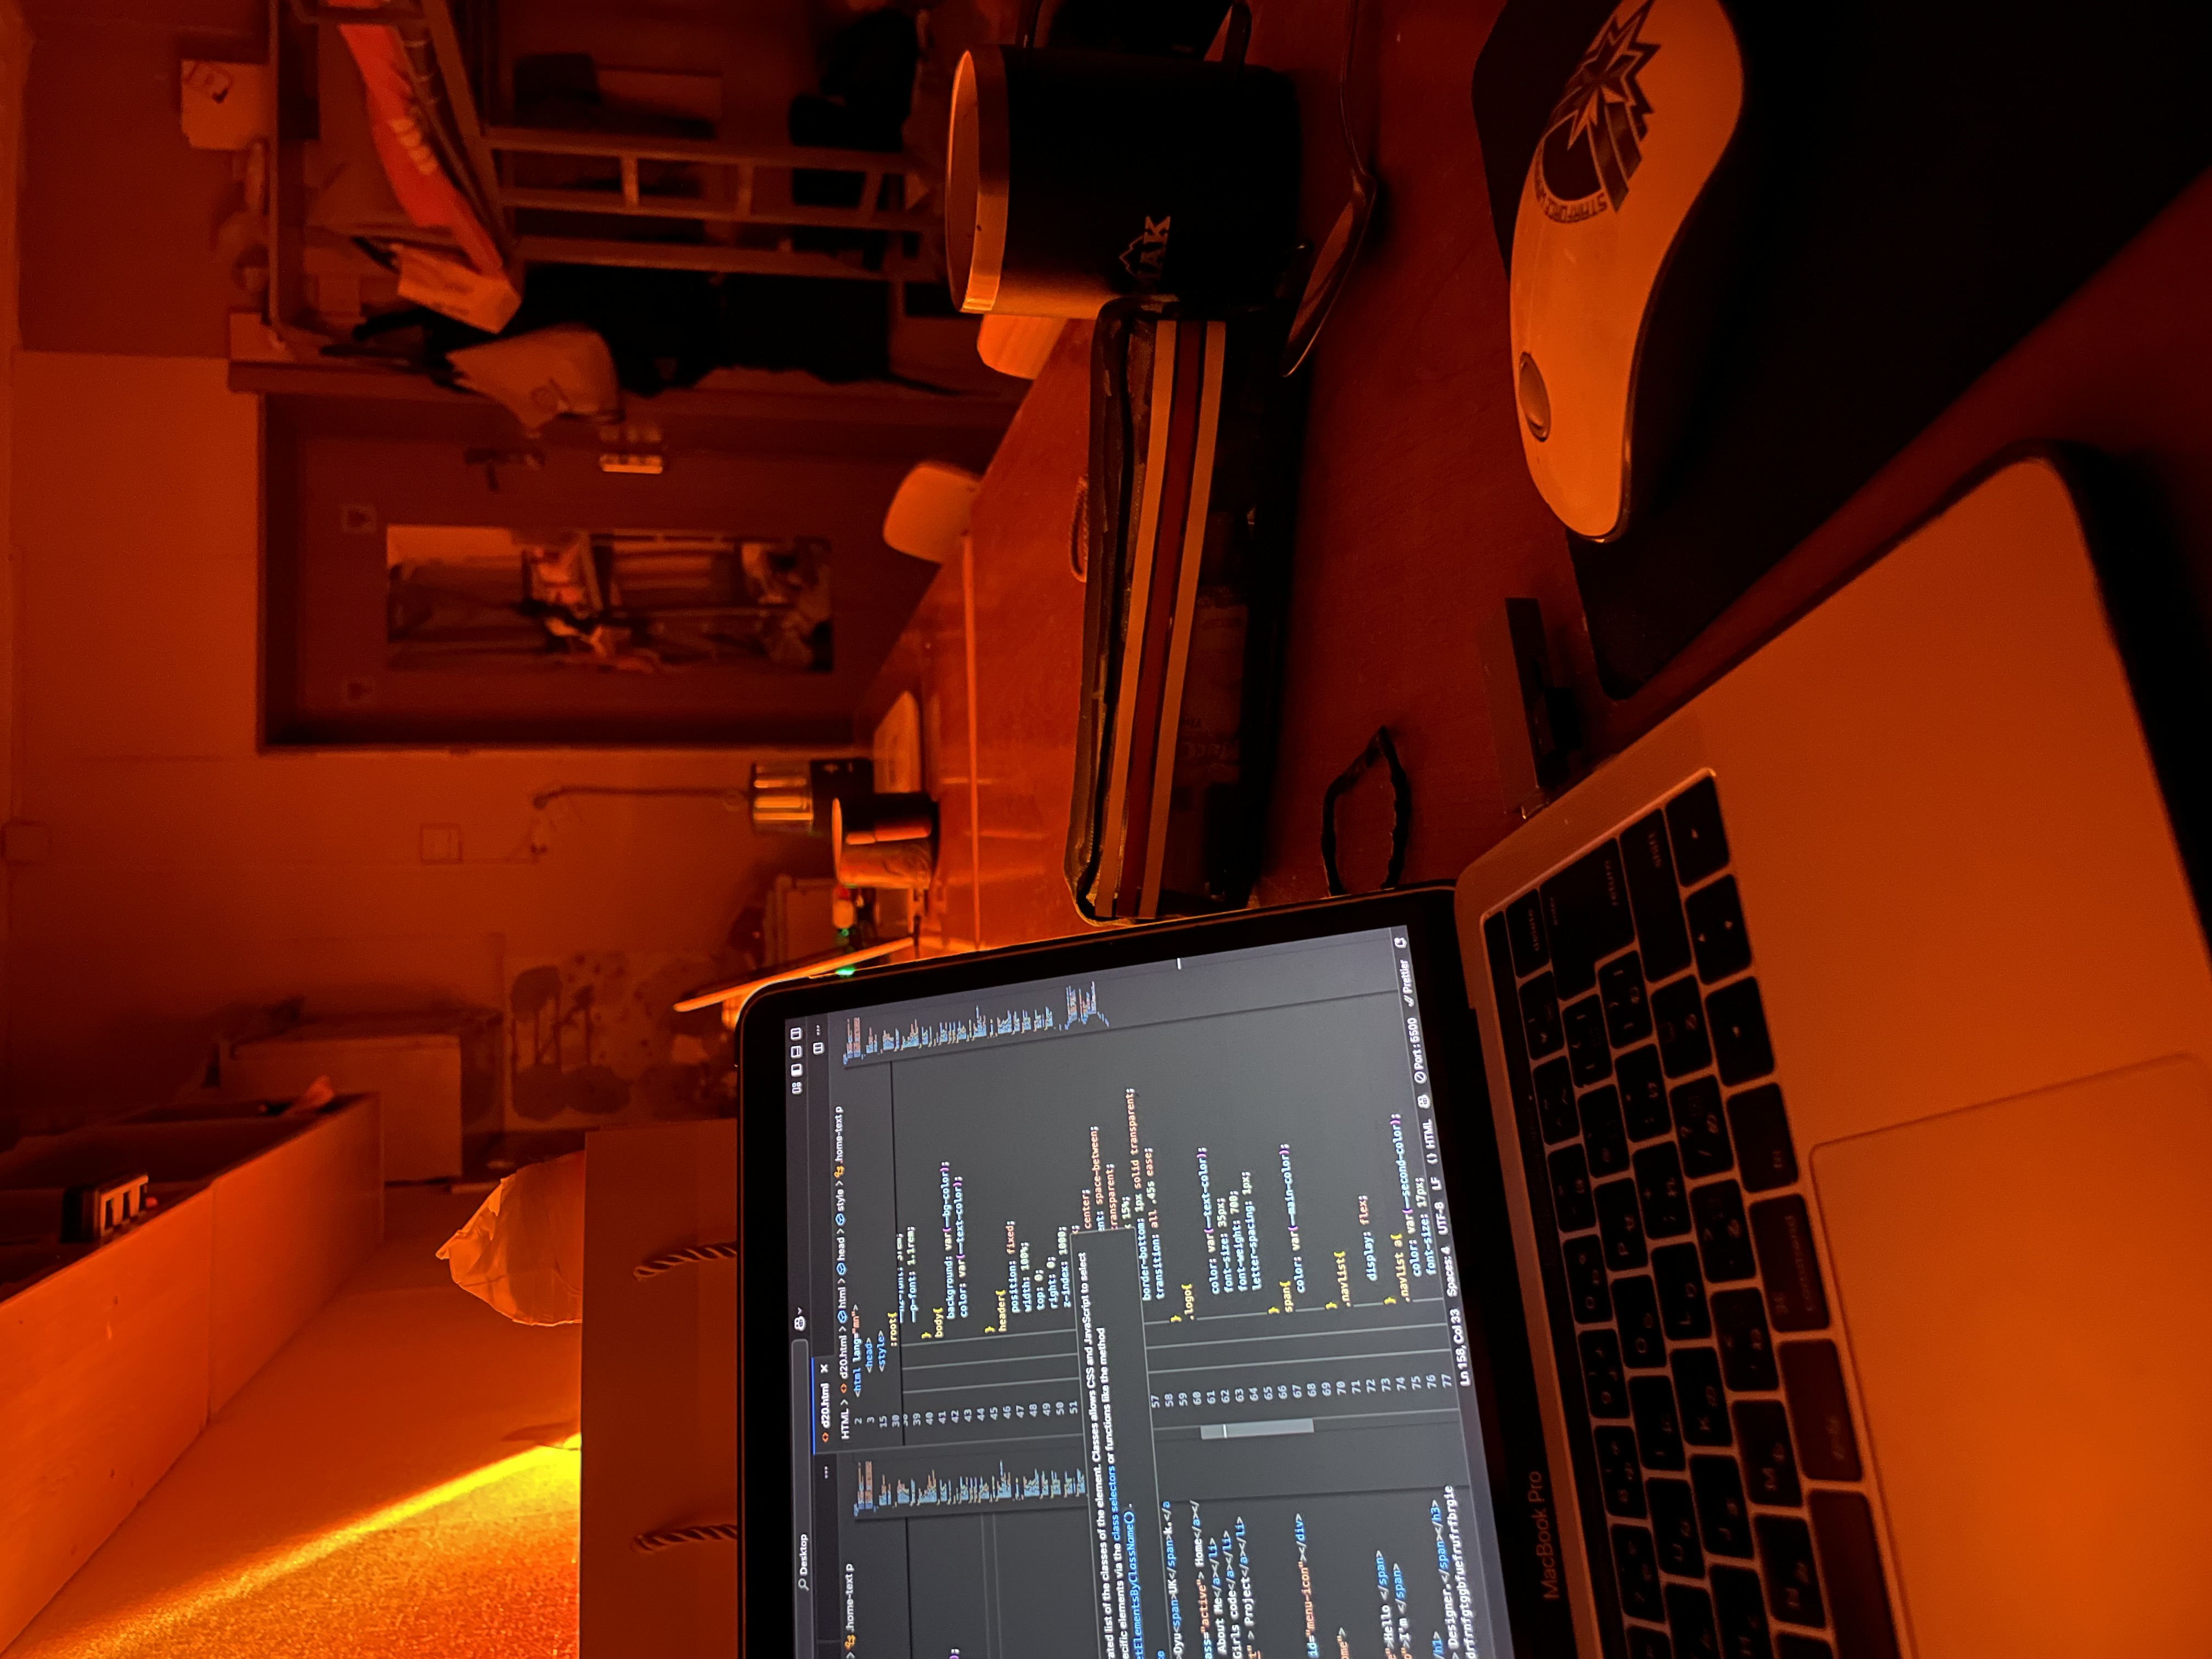 Desktop
d20.html
.home-text p
HTML > d20.html > html > head > style > .home-text p
2 <html lang="mn">
3 <head>
15 <style>
30 :root{
39 --p-font: 1.1rem;
40 }
41 body{
42 background: var(--bg-color);
43 color: var(--text-color);
44
45 }
46 header{
47 position: fixed;
48 width: 100%;
49 top: 0;
50 right: 0;
51 z-index: 1000;
center;
space-between;
transparent;
15%;
border-bottom: 1px solid transparent;
57 transition: all .45s ease;
58 }
59 .logo{
60
61 color: var(--text-color);
62 font-size: 35px;
63 font-weight: 700;
64 letter-spacing: 1px;
65 }
66 span{
67 color: var(--main-color);
68
69 }
70 .navlist{
71
72 display: flex;
73 }
74 .navlist a{
75 color: var(--second-color);
76 font-size: 17px;
77
list of the classes of the element. Classes allows CSS and JavaScript to select
elements via the class selectors or functions like the method
etElementsByClassName().
>Dyu<span>UK</span>k.</a
ass="active"> Home</a></
About Me</a></li>
Girls code</a></li>
> Project</a></li>
id="menu-icon"></div>
ome">
">Hello </span>
">I'm </span>
/h1>
> Designer.</span></h3>
Ln 158, Col 33 Spaces: 4 UTF-8 LF {} HTML Port : 5500 Prettier
MacBook Pro
delete
return
shift
command
MAK